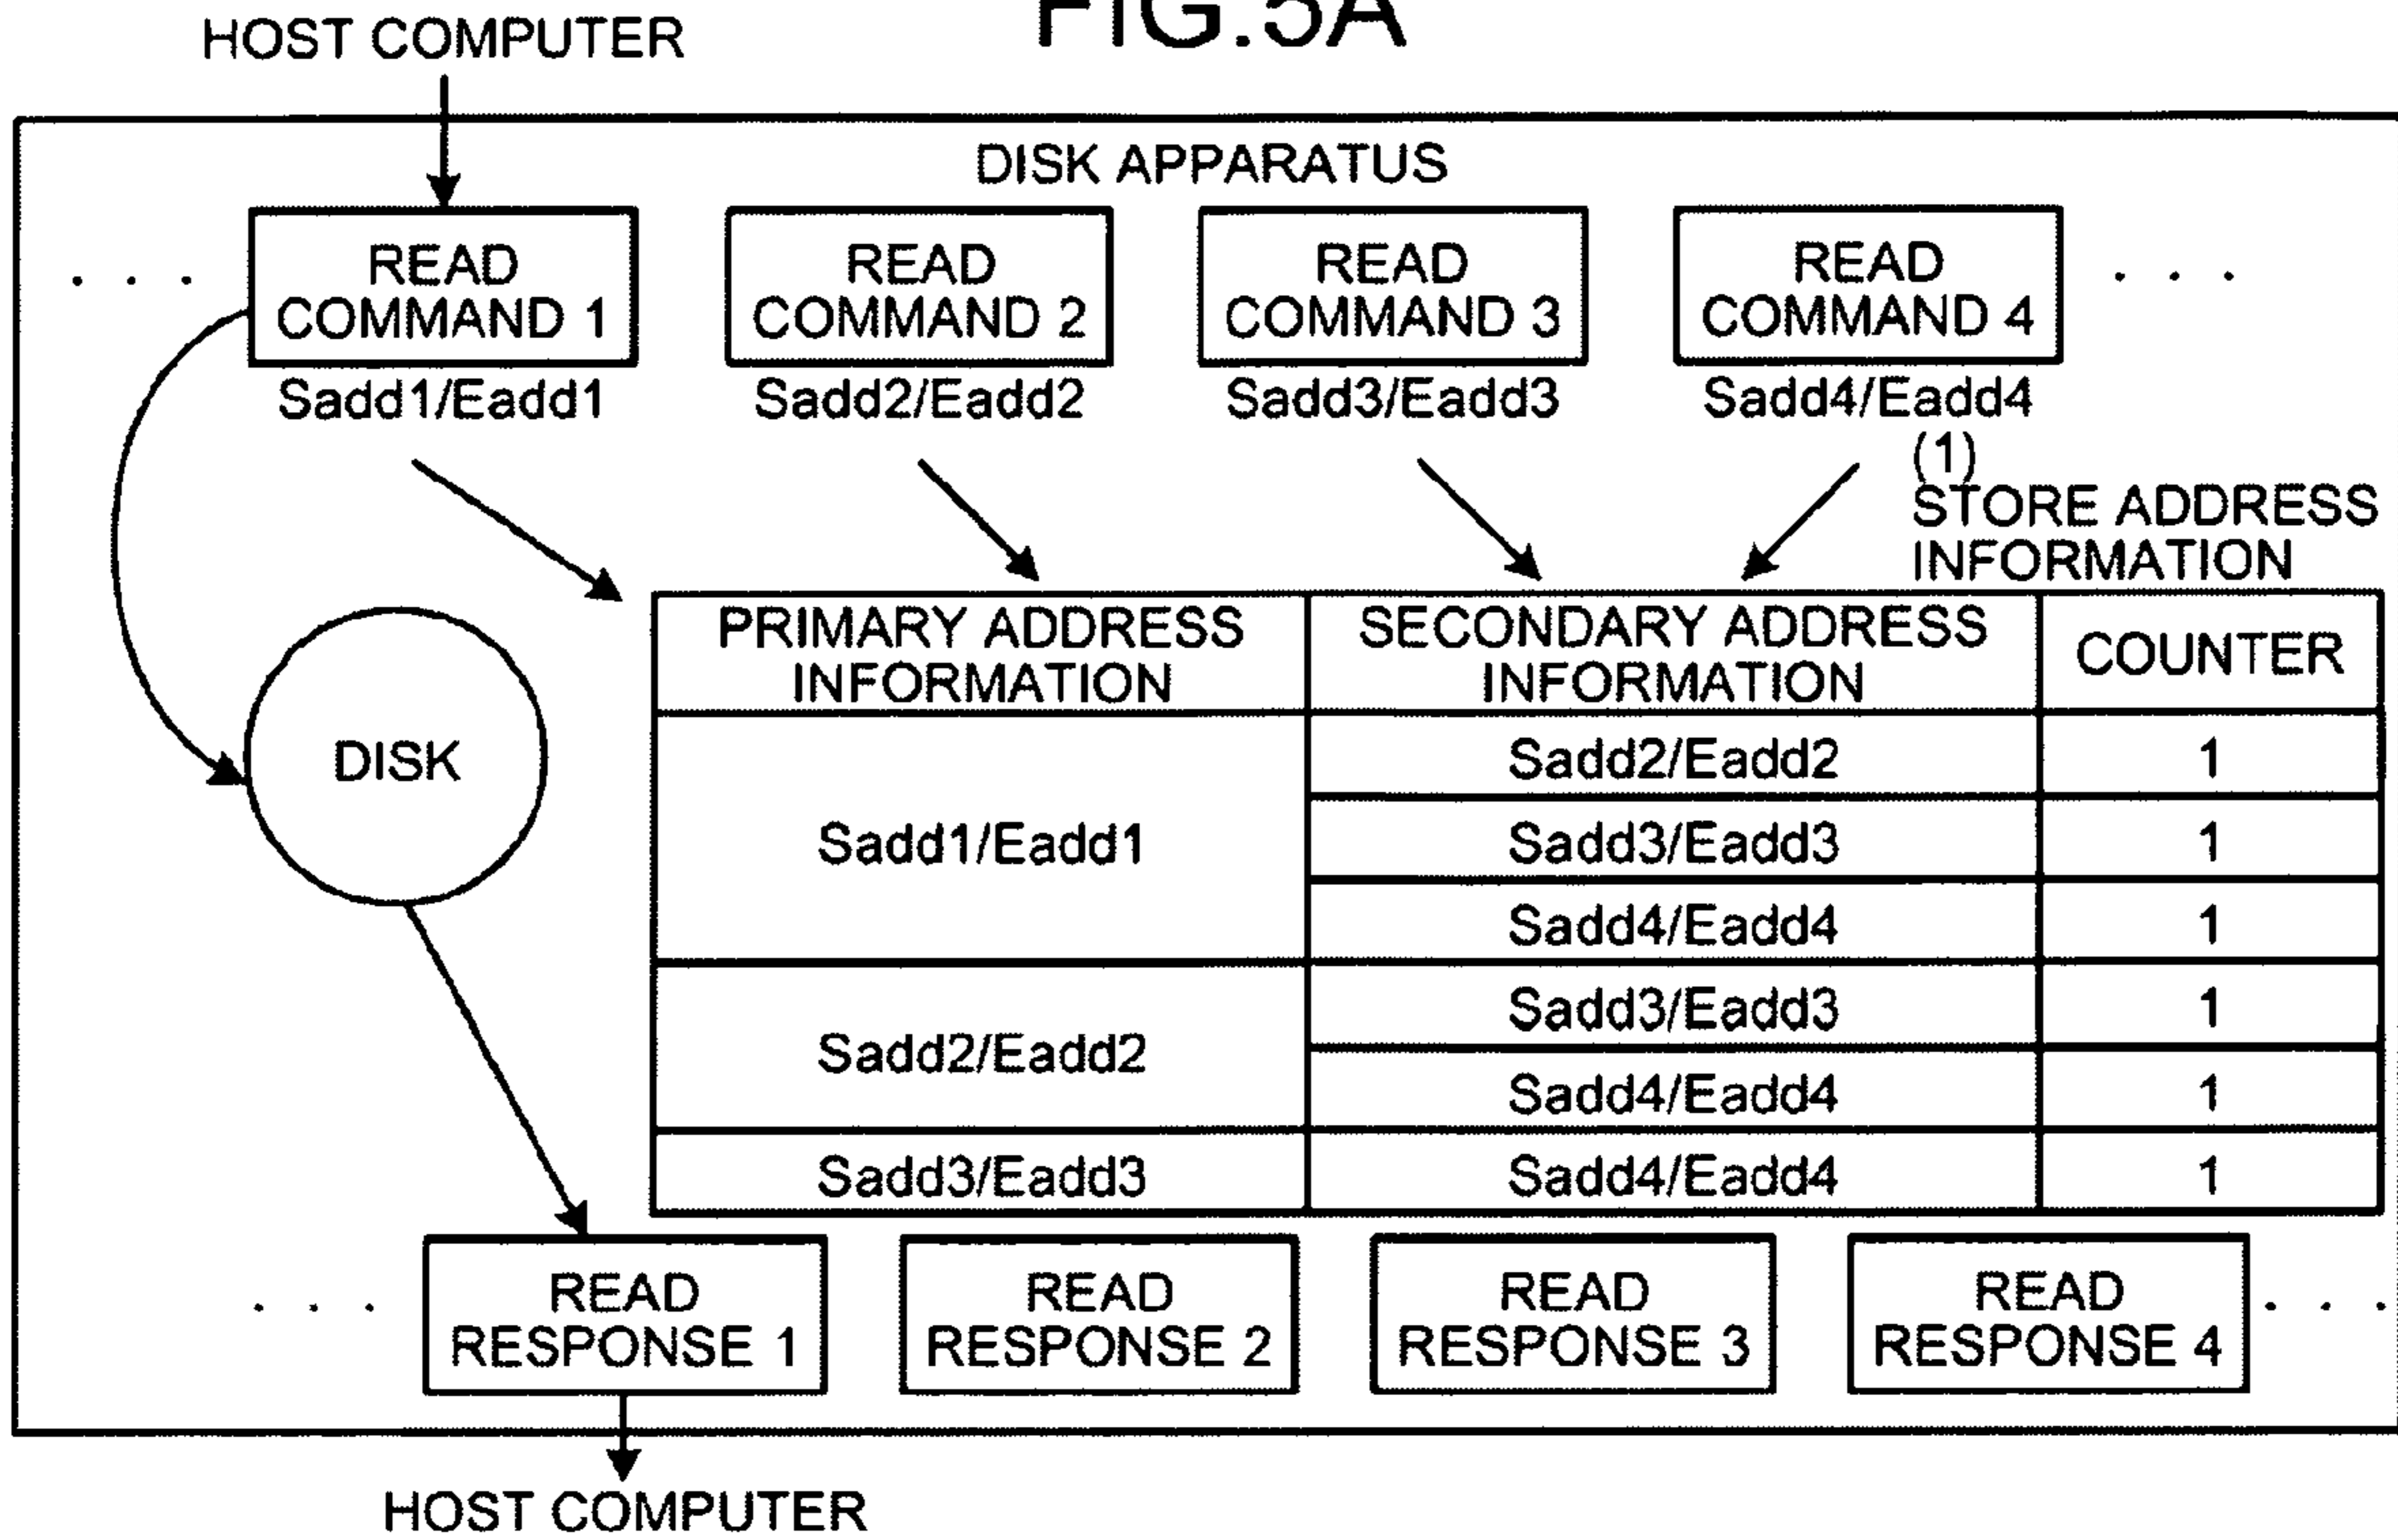 FIG.5A
HOST COMPUTER
DISK APPARATUS
. . .
READ
COMMAND 1
READ
COMMAND 2
READ
COMMAND 3
READ
COMMAND 4
. . .
Sadd1/Eadd1
Sadd2/Eadd2
Sadd3/Eadd3
Sadd4/Eadd4
(1)
STORE ADDRESS
INFORMATION
PRIMARY ADDRESS
INFORMATION
SECONDARY ADDRESS
INFORMATION
COUNTER
DISK
Sadd1/Eadd1
Sadd2/Eadd2
1
Sadd3/Eadd3
1
Sadd4/Eadd4
1
Sadd2/Eadd2
Sadd3/Eadd3
1
Sadd4/Eadd4
1
Sadd3/Eadd3
Sadd4/Eadd4
1
. . .
READ
RESPONSE 1
READ
RESPONSE 2
READ
RESPONSE 3
READ
RESPONSE 4
. . .
HOST COMPUTER